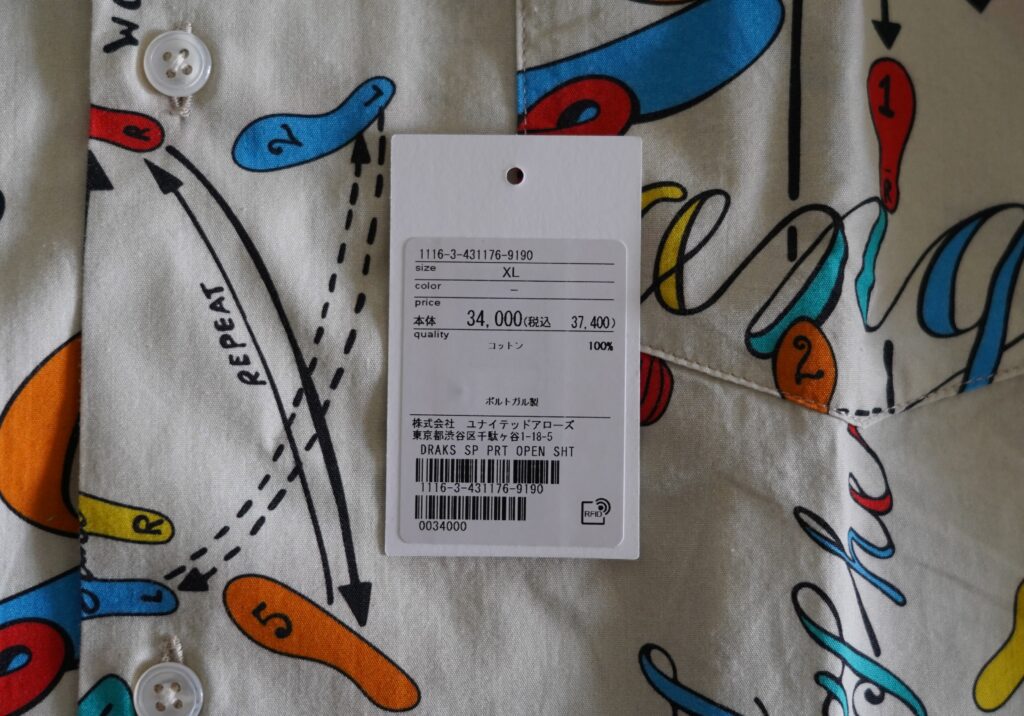 R
2
L
1
REPEAT
2
R
L
5
the
1116-3-431176-9190
size XL
color –
price
本体 34,000(税込 37,400)
quality
コットン 100%
ポルトガル製
株式会社 ユナイテッドアローズ
東京都渋谷区千駄ヶ谷1-18-5
DRAKS SP PRT OPEN SHT
1116-3-431176-9190
0034000
RFID